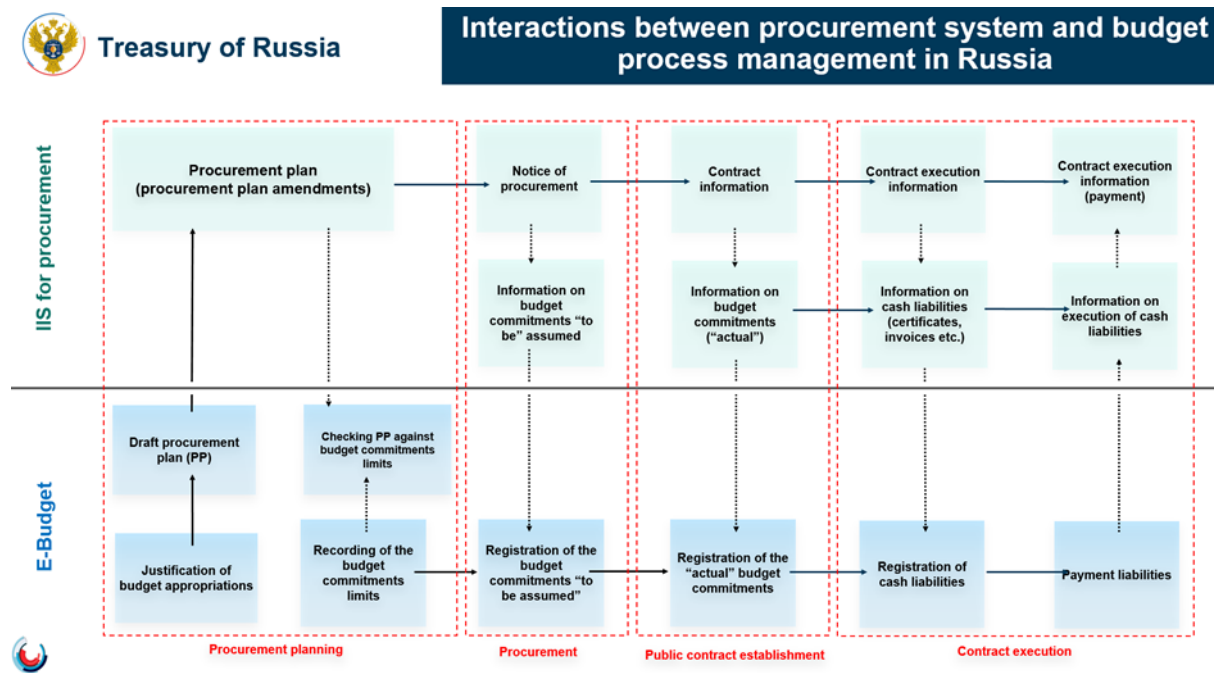 Treasury of Russia
Interactions between procurement system and budget
process management in Russia
IIS for procurement
Procurement plan
(procurement plan amendments)
Notice of
procurement
Contract
information
Contract execution
information
Contract execution
information
(payment)
Information on
budget
commitments “to
be” assumed
Information on
budget
commitments
(“actual”)
Information on
cash liabilities
(certificates,
invoices etc.)
Information on
execution of cash
liabilities
E-Budget
Draft procurement
plan (PP)
Checking PP against
budget commitments
limits
Justification of
budget appropriations
Recording of the
budget
commitments
limits
Registration of the
budget
commitments “to
be assumed”
Registration of the
“actual” budget
commitments
Registration of
cash liabilities
Payment liabilities
Procurement planning
Procurement
Public contract establishment
Contract execution